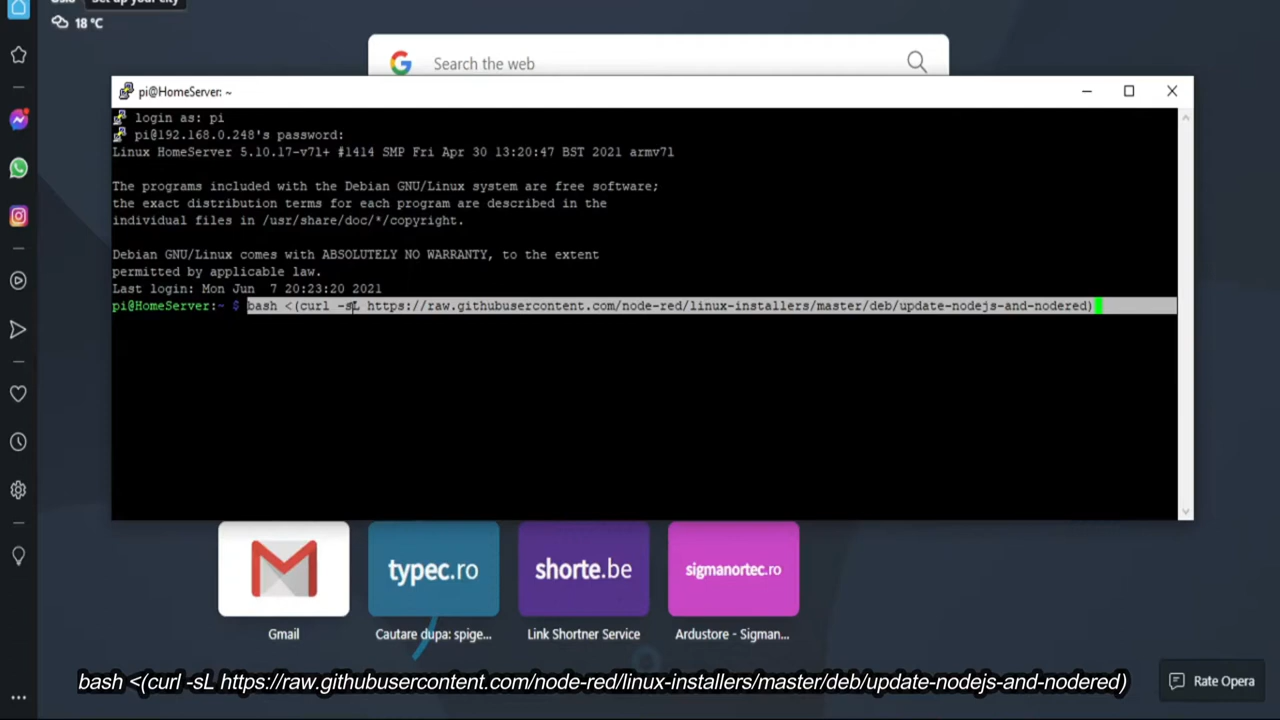 Set up your city
18 °C
Search the web
pi@HomeServer: ~
login as: pi
pi@192.168.0.248's password:
Linux HomeServer 5.10.17-v7l+ #1414 SMP Fri Apr 30 13:20:47 BST 2021 armv7l
The programs included with the Debian GNU/Linux system are free software;
the exact distribution terms for each program are described in the
individual files in /usr/share/doc/*/copyright.
Debian GNU/Linux comes with ABSOLUTELY NO WARRANTY, to the extent
permitted by applicable law.
Last login: Mon Jun  7 20:23:20 2021
pi@HomeServer:~ $ bash <(curl -sL https://raw.githubusercontent.com/node-red/linux-installers/master/deb/update-nodejs-and-nodered)
typec.ro
shorte.be
sigmanortec.ro
Gmail
Cautare dupa: spige...
Link Shortner Service
Ardustore - Sigman...
bash <(curl -sL https://raw.githubusercontent.com/node-red/linux-installers/master/deb/update-nodejs-and-nodered)
Rate Opera